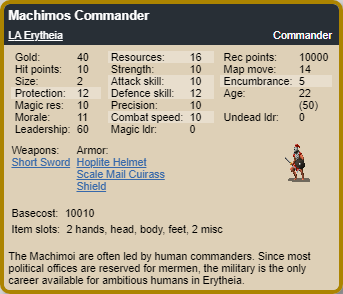 Machimos Commander
LA Erytheia Commander
Gold: 40 Resources: 16 Rec points: 10000
Hit points: 10 Strength: 10 Map move: 14
Size: 2 Attack skill: 10 Encumbrance: 5
Protection: 12 Defence skill: 12 Age: 22
Magic res: 10 Precision: 10 (50)
Morale: 11 Combat speed: 10 Undead ldr: 0
Leadership: 60 Magic ldr: 0
Weapons: Armor:
Short Sword Hoplite Helmet
Scale Mail Cuirass
Shield
Basecost: 10010
Item slots: 2 hands, head, body, feet, 2 misc
The Machimoi are often led by human commanders. Since most
political offices are reserved for mermen, the military is the only
career available for ambitious humans in Erytheia.